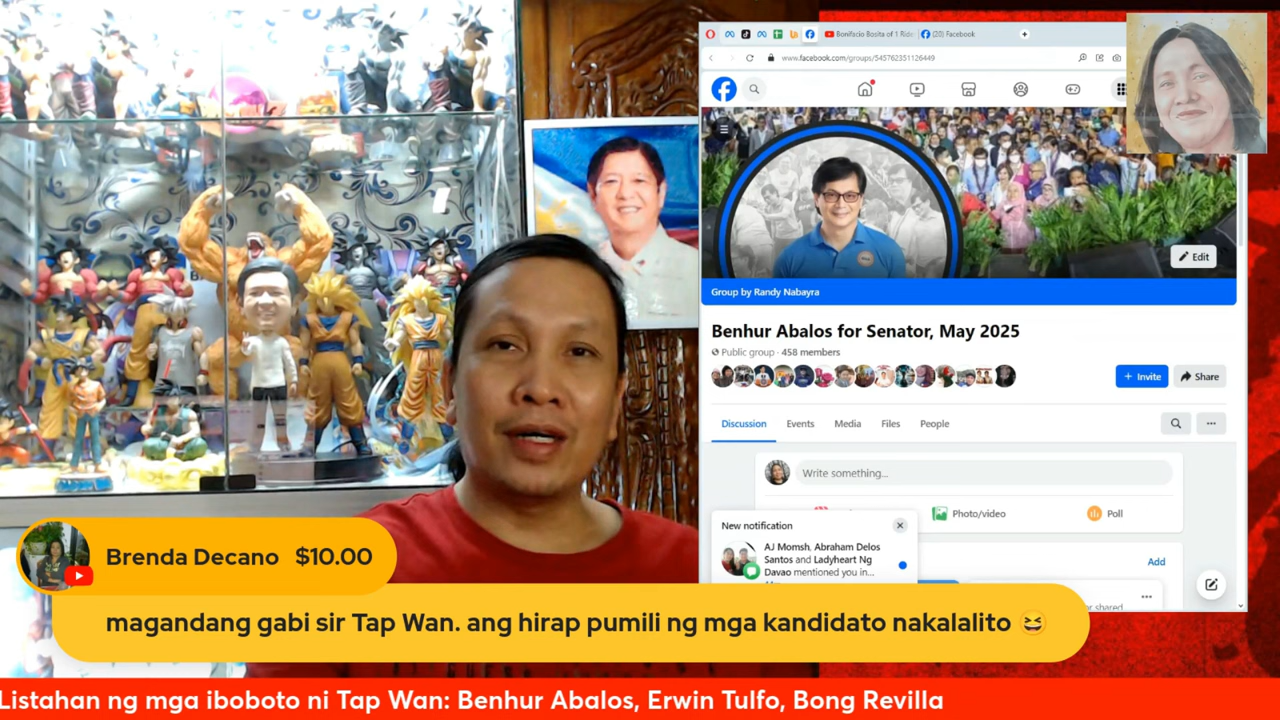 Bonifacio Bosita of 1 Ride
(20) Facebook
www.facebook.com/groups/545762351126449
Edit
Group by Randy Nabayra
Benhur Abalos for Senator, May 2025
Public group · 458 members
+ Invite
Share
Discussion
Events
Media
Files
People
Write something...
Photo/video
Poll
New notification
AJ Momsh, Abraham Delos
Santos and Ladyheart Ng
Davao mentioned you in...
Add
or shared
Brenda Decano $10.00
magandang gabi sir Tap Wan. ang hirap pumili ng mga kandidato nakalalito 😆
Listahan ng mga iboboto ni Tap Wan: Benhur Abalos, Erwin Tulfo, Bong Revilla